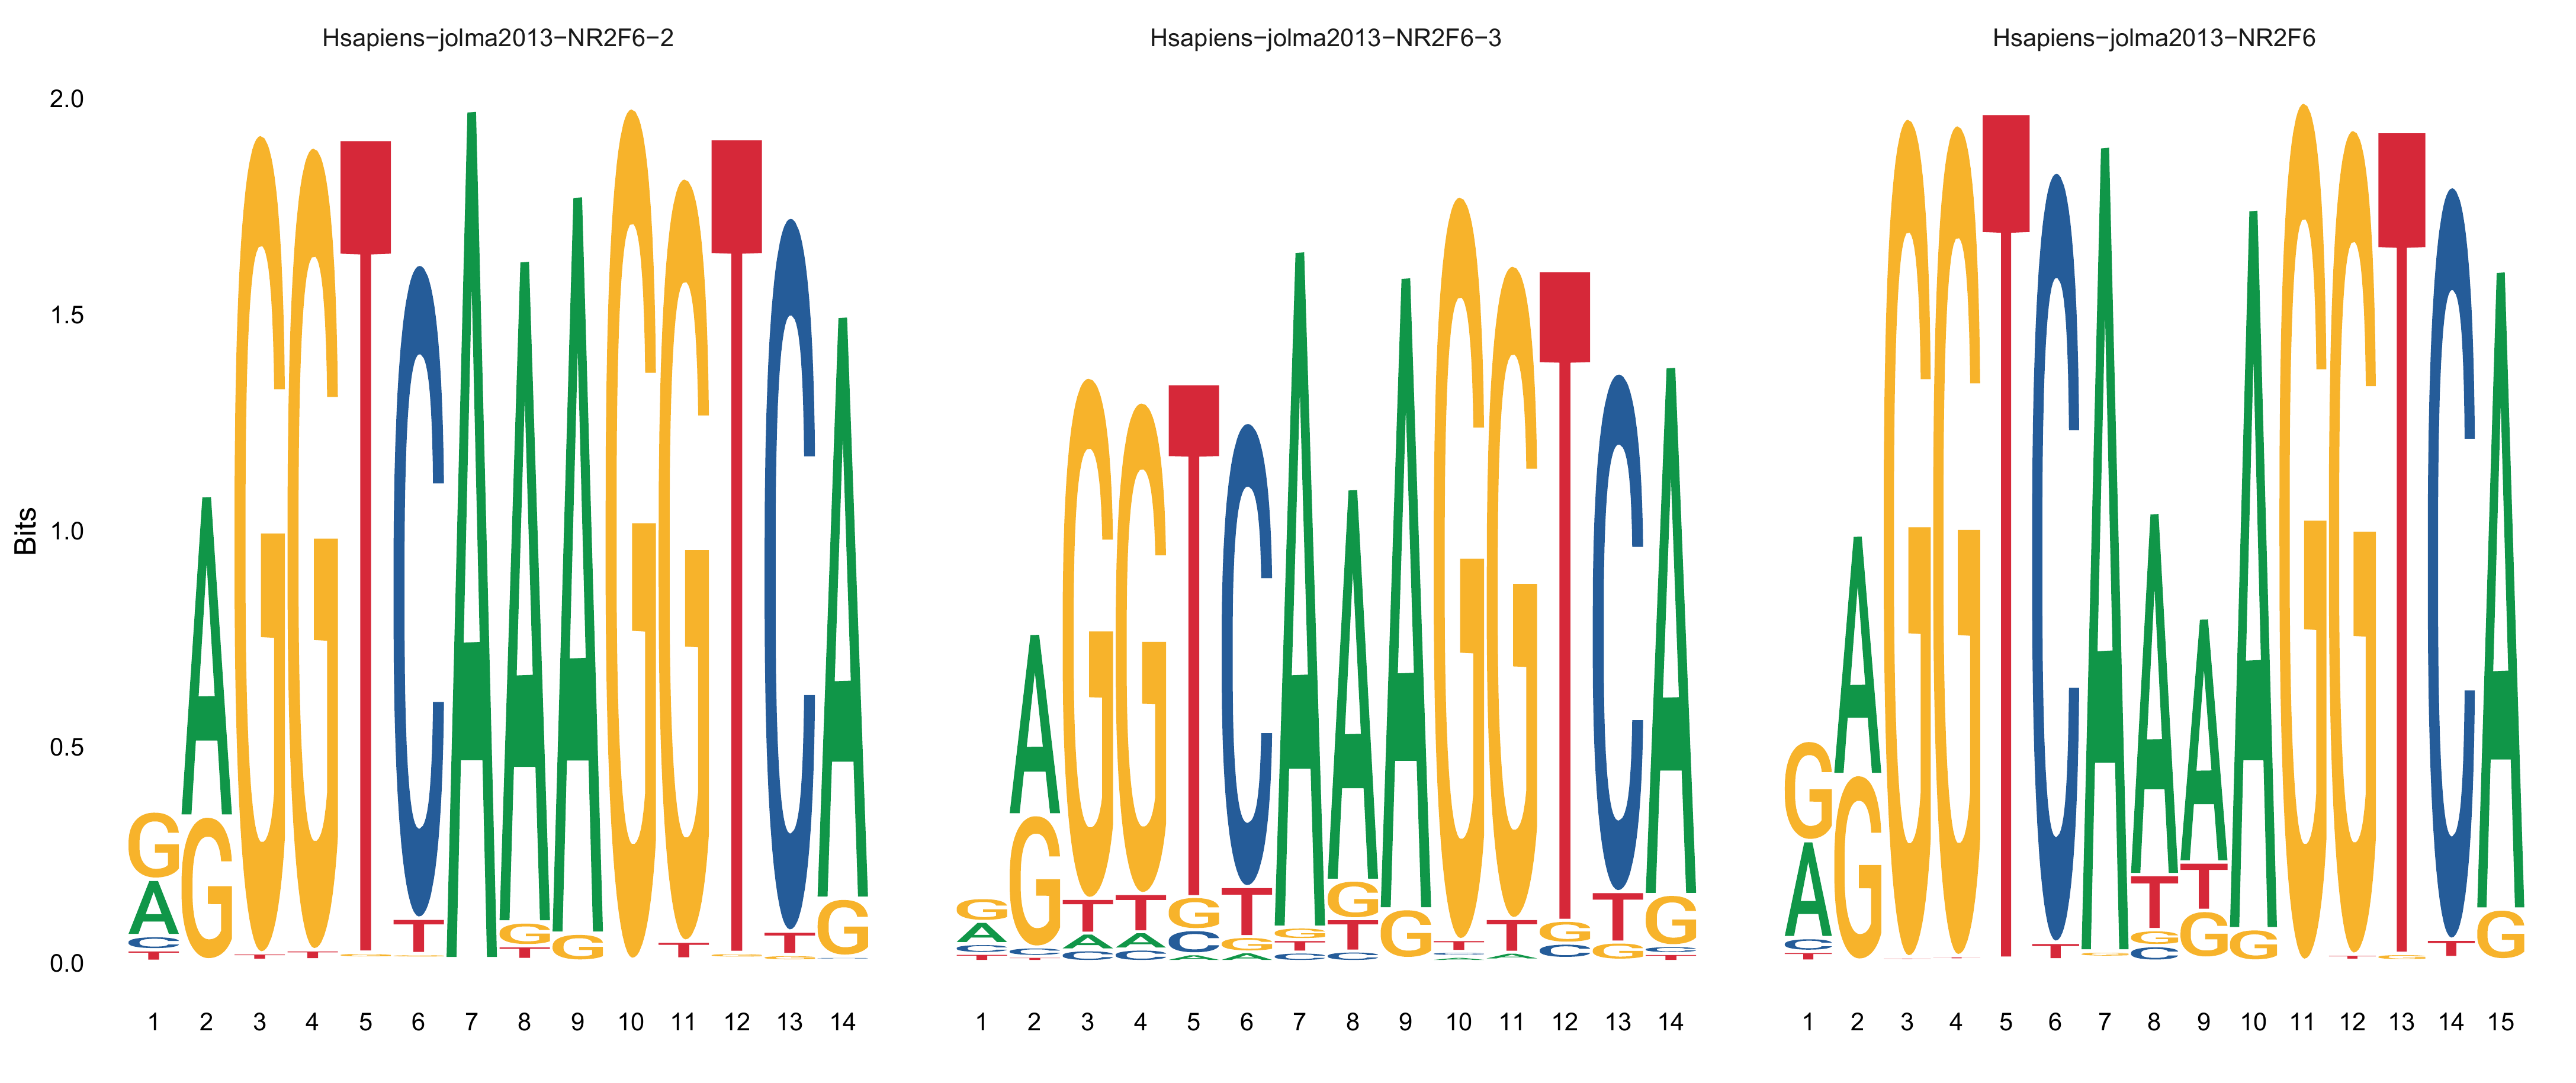 Hsapiens−jolma2013−NR2F6−2
Hsapiens−jolma2013−NR2F6−3
Hsapiens−jolma2013−NR2F6
Bits
2.0
1.5
1.0
0.5
0.0
GAGGTCAAAGGTCA
GAGGTCAAAGGTCA
GAGGTCAAAAGGTCA
1 2 3 4 5 6 7 8 9 10 11 12 13 14
1 2 3 4 5 6 7 8 9 10 11 12 13 14
1 2 3 4 5 6 7 8 9 10 11 12 13 14 15